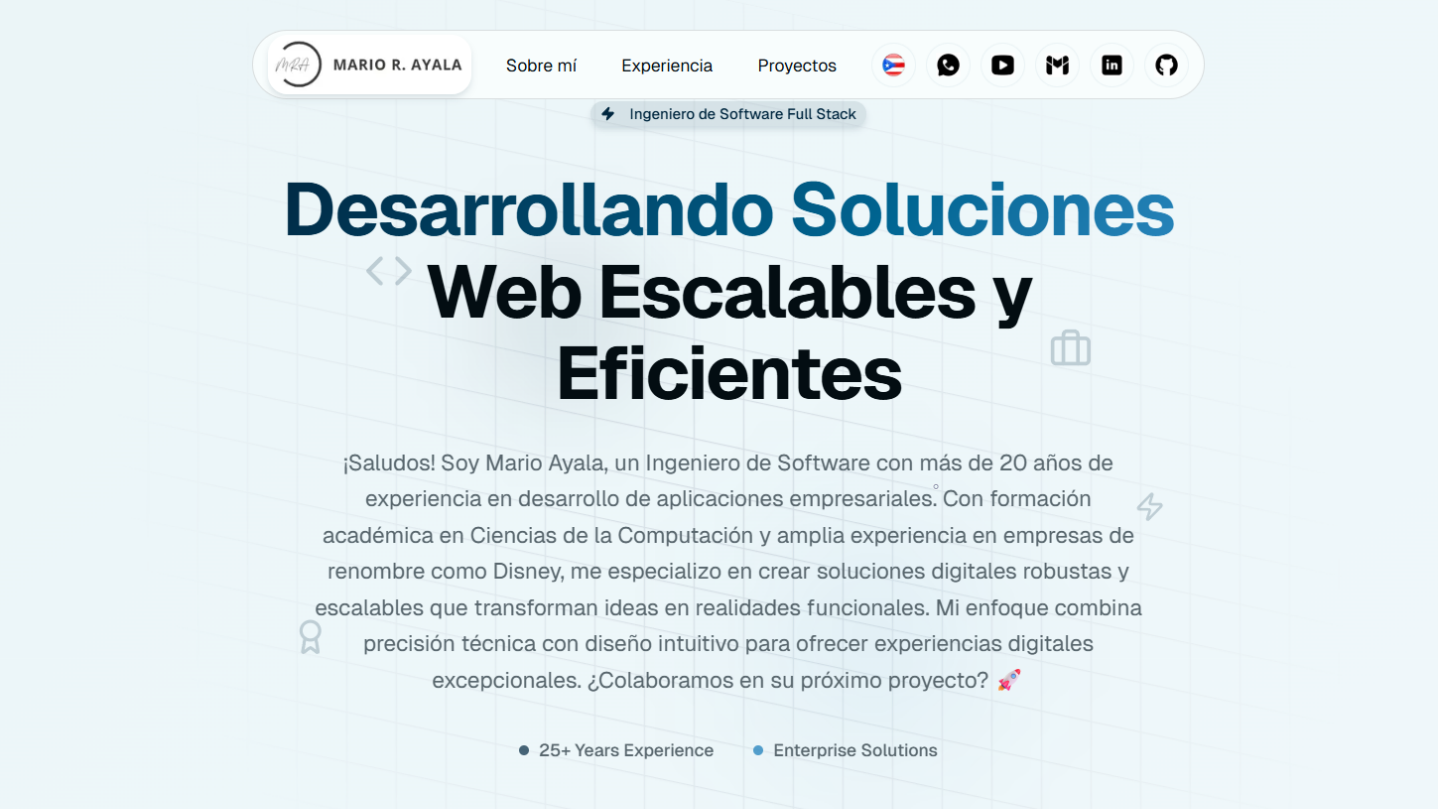 MRA
MARIO R. AYALA
Sobre mí
Experiencia
Proyectos
in
Ingeniero de Software Full Stack
Desarrollando Soluciones
Web Escalables y
Eficientes
¡Saludos! Soy Mario Ayala, un Ingeniero de Software con más de 20 años de
experiencia en desarrollo de aplicaciones empresariales. Con formación
académica en Ciencias de la Computación y amplia experiencia en empresas de
renombre como Disney, me especializo en crear soluciones digitales robustas y
escalables que transforman ideas en realidades funcionales. Mi enfoque combina
precisión técnica con diseño intuitivo para ofrecer experiencias digitales
excepcionales. ¿Colaboramos en su próximo proyecto? 🚀
25+ Years Experience
Enterprise Solutions